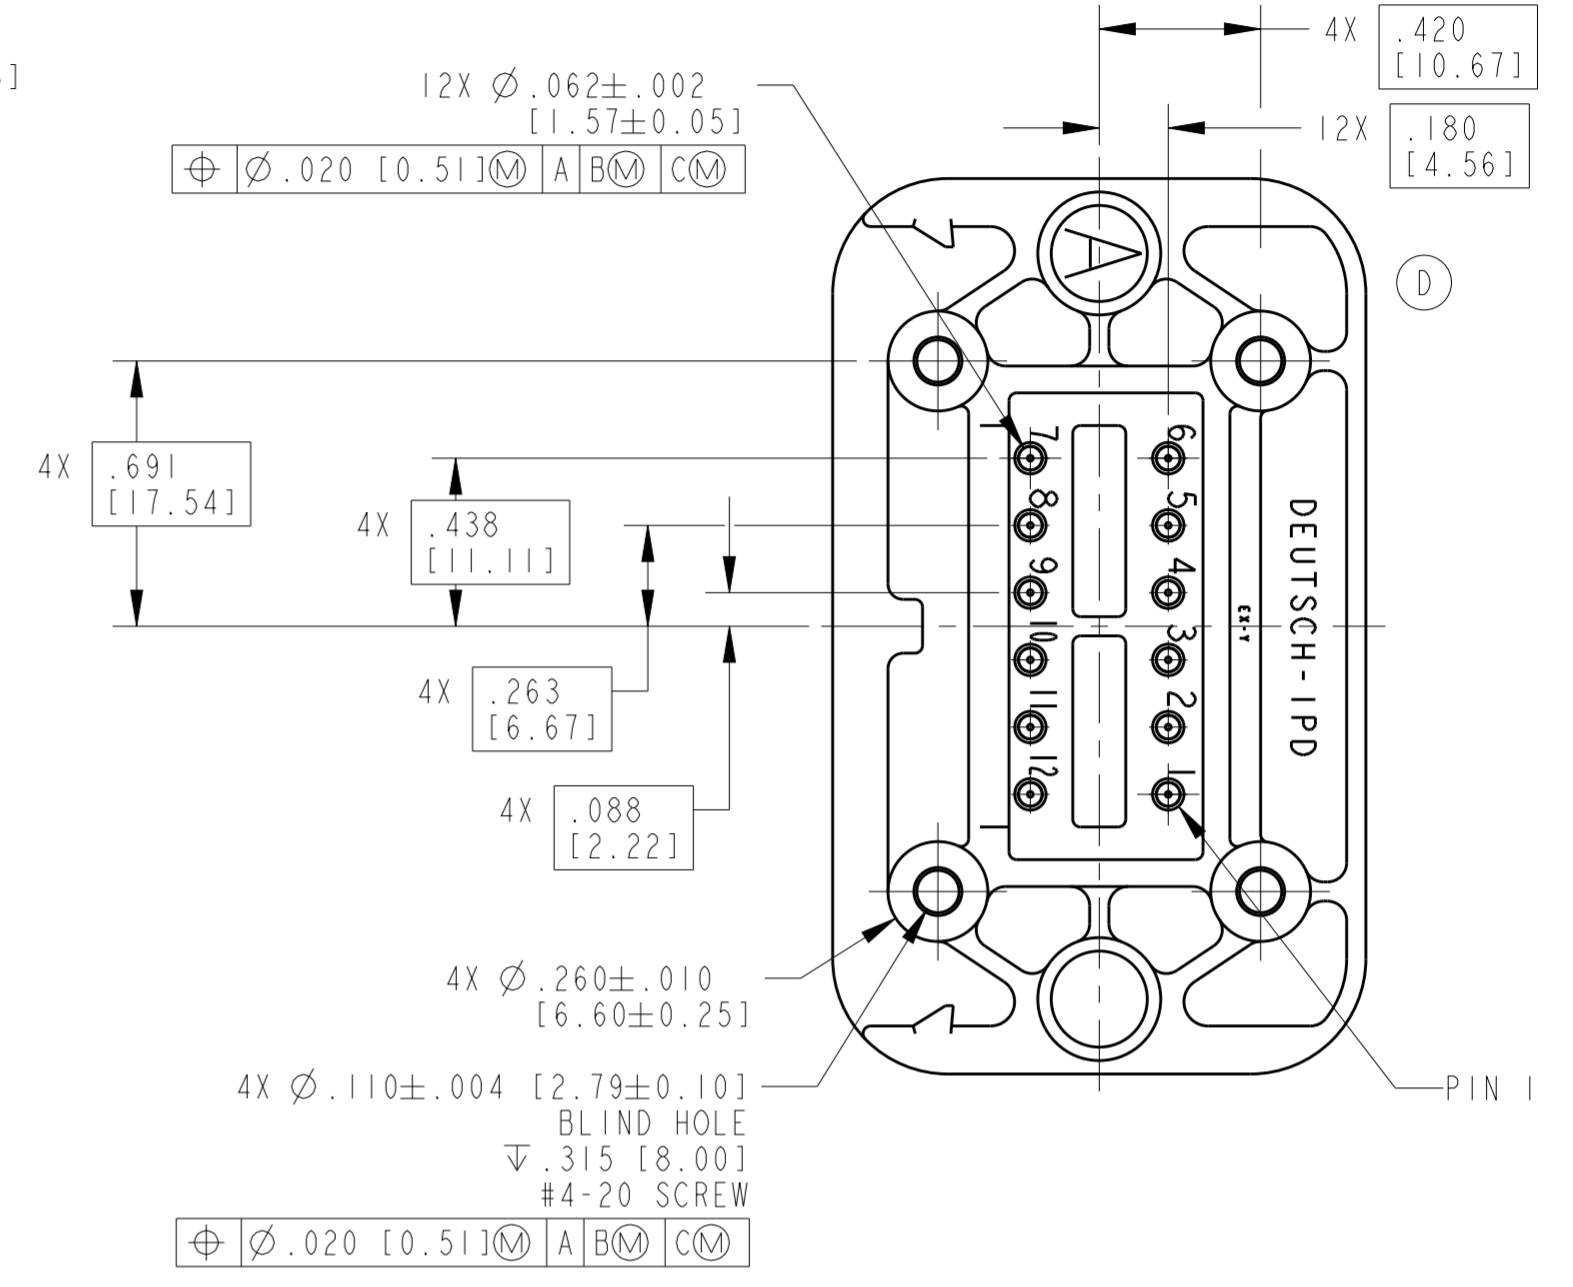 ]
4X .420
[10.67]
12X Ø .062±.002
[1.57±0.05]
12X .180
[4.56]
⌖ Ø.020 [0.51]Ⓜ A BⓂ CⓂ
A
D
4X .691
[17.54]
7 6
8 5
9 4
10 3
11 2
12 1
DEUTSCH-IPD
EX-Y
4X .438
[11.11]
4X .263
[6.67]
4X .088
[2.22]
4X Ø.260±.010
[6.60±0.25]
4X Ø.110±.004 [2.79±0.10]
BLIND HOLE
↧.315 [8.00]
#4-20 SCREW
PIN 1
⌖ Ø.020 [0.51]Ⓜ A BⓂ CⓂ